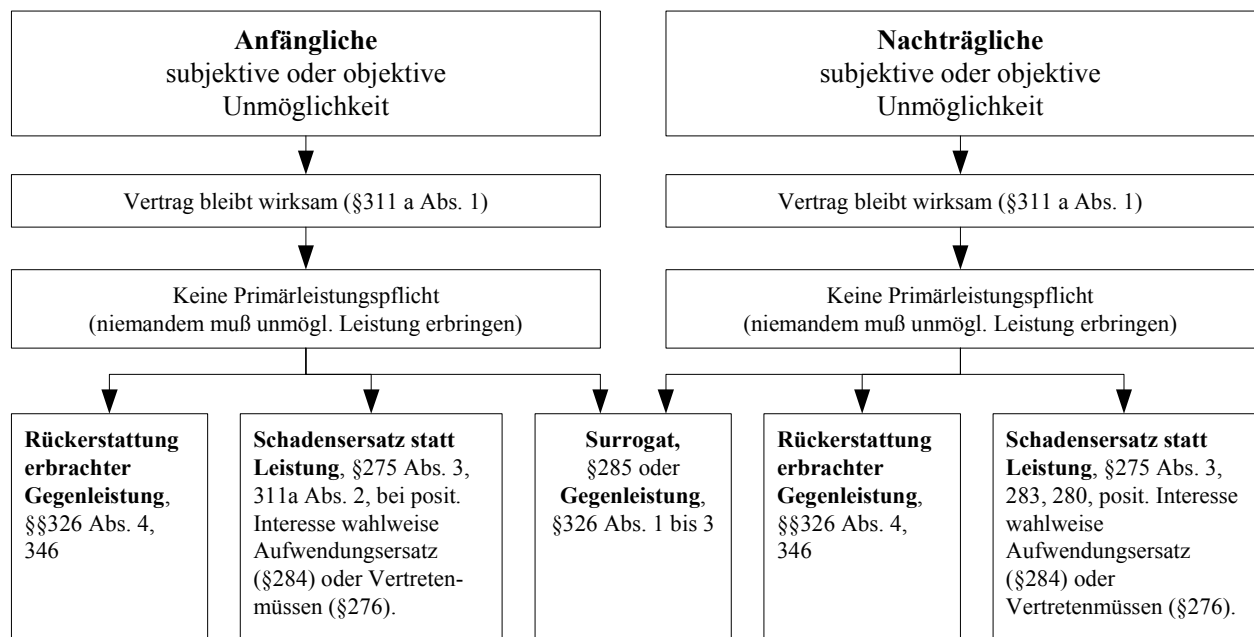 Anfängliche
subjektive oder objektive
Unmöglichkeit
Nachträgliche
subjektive oder objektive
Unmöglichkeit
Vertrag bleibt wirksam (§311 a Abs. 1)
Vertrag bleibt wirksam (§311 a Abs. 1)
Keine Primärleistungspflicht
(niemandem muß unmögl. Leistung erbringen)
Keine Primärleistungspflicht
(niemandem muß unmögl. Leistung erbringen)
Rückerstattung
erbrachter
Gegenleistung,
§§326 Abs. 4,
346
Schadensersatz statt
Leistung, §275 Abs. 3,
311a Abs. 2, bei posit.
Interesse wahlweise
Aufwendungsersatz
(§284) oder Vertreten-
müssen (§276).
Surrogat,
§285 oder
Gegenleistung,
§326 Abs. 1 bis 3
Rückerstattung
erbrachter
Gegenleistung,
§§326 Abs. 4,
346
Schadensersatz statt
Leistung, §275 Abs. 3,
283, 280, posit. Interesse
wahlweise
Aufwendungsersatz
(§284) oder
Vertretenmüssen (§276).